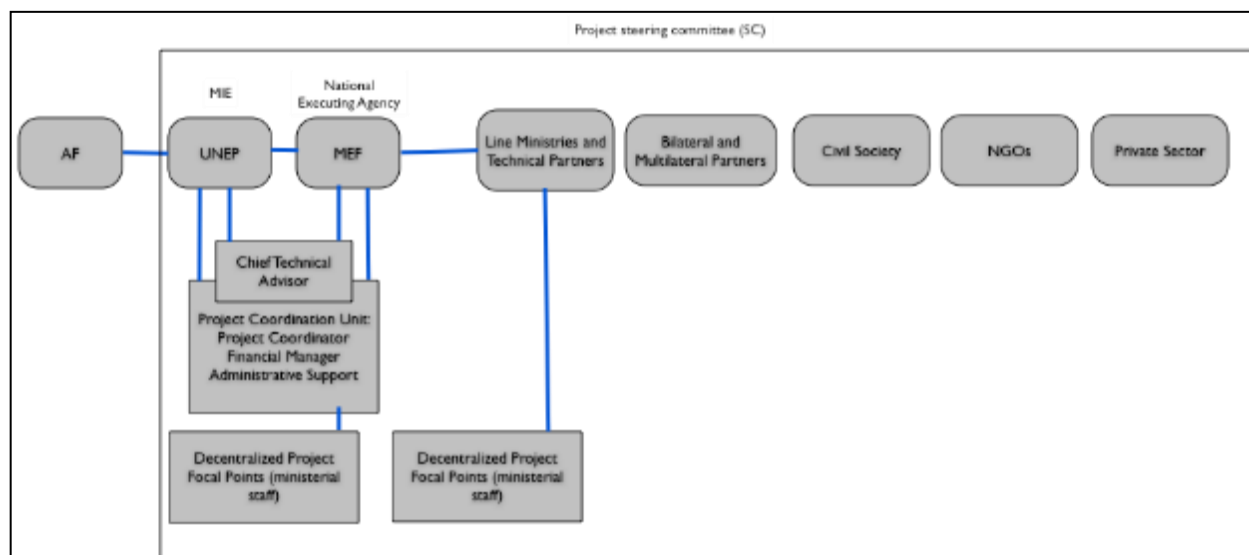 Project steering committee (SC)
MIE
National
Executing Agency
AF
UNEP
MEF
Line Ministries and
Technical Partners
Bilateral and
Multilateral Partners
Civil Society
NGOs
Private Sector
Chief Technical
Advisor
Project Coordination Unit:
Project Coordinator
Financial Manager
Administrative Support
Decentralized Project
Focal Points (ministerial
staff)
Decentralized Project
Focal Points (ministerial
staff)